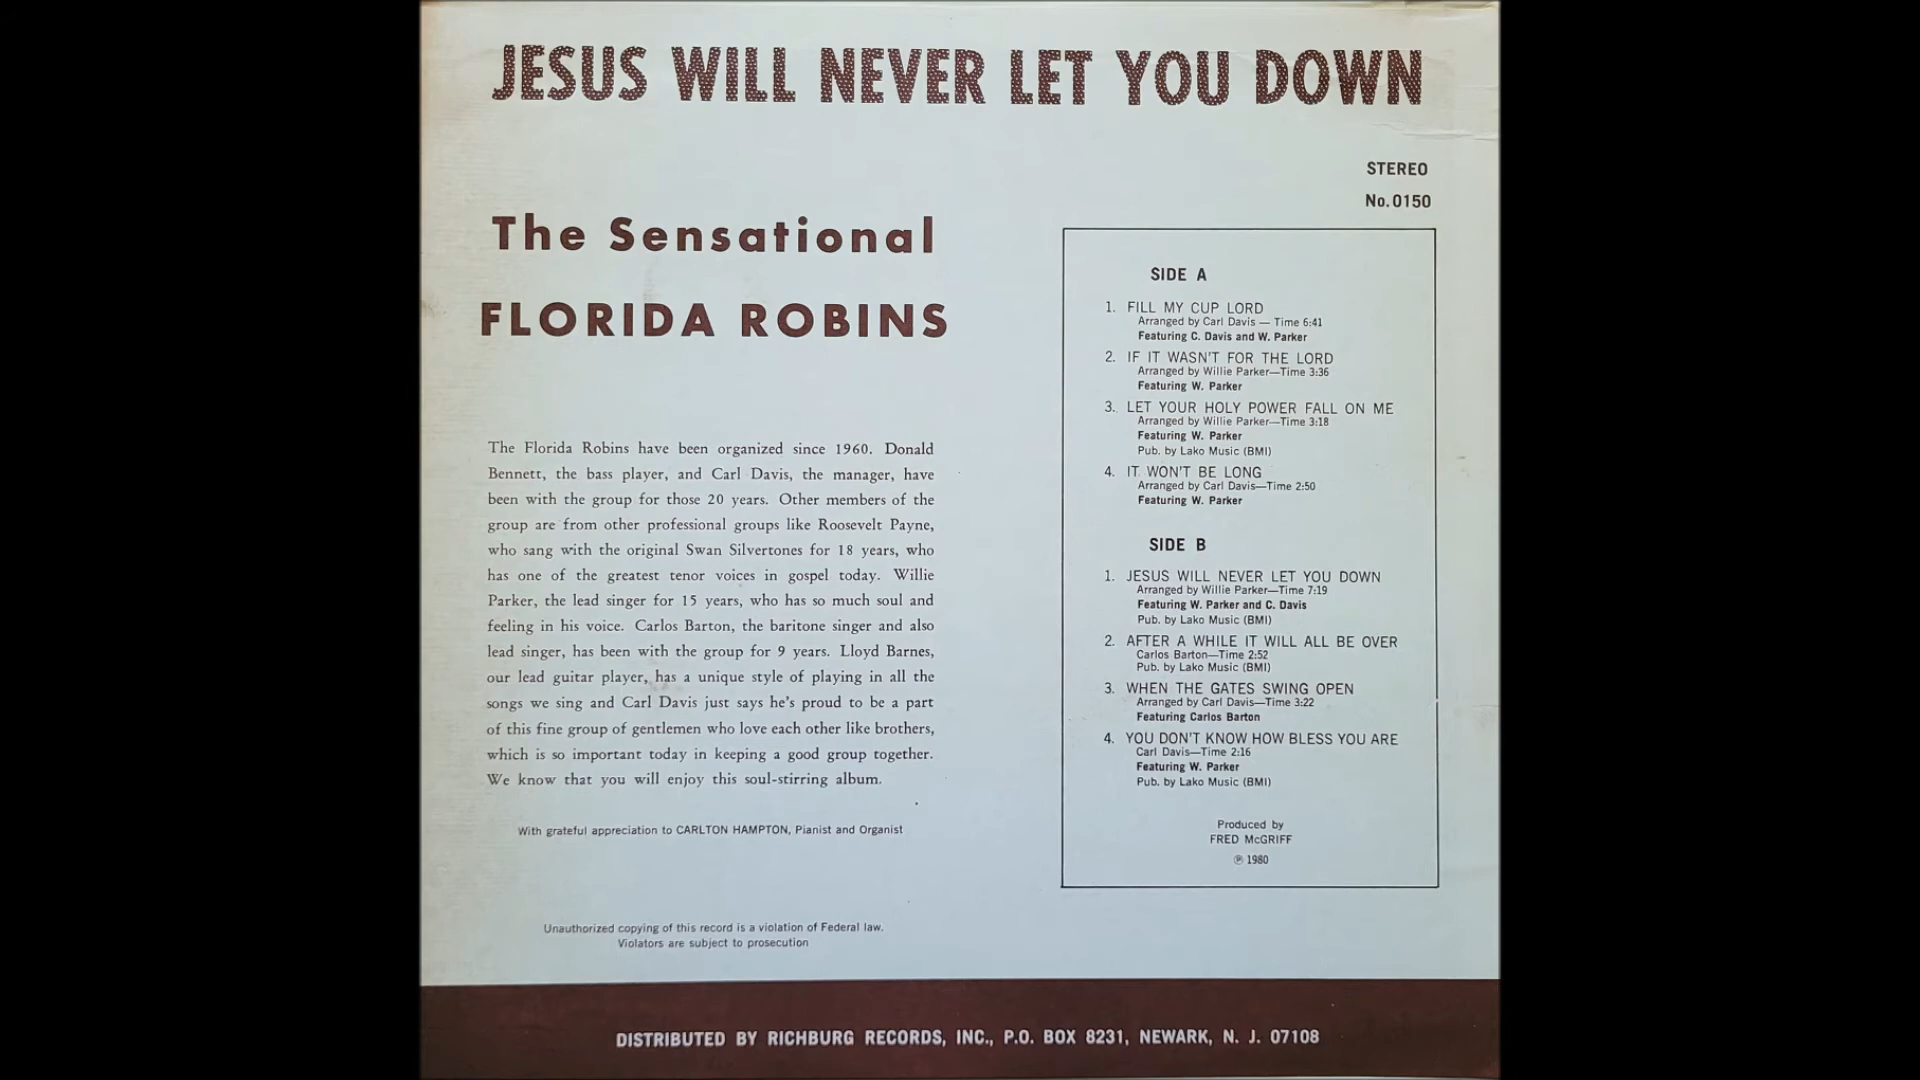 JESUS WILL NEVER LET YOU DOWN
STEREO
No. 0150
The Sensational
FLORIDA ROBINS
The Florida Robins have been organized since 1960. Donald
Bennett, the bass player, and Carl Davis, the manager, have
been with the group for those 20 years. Other members of the
group are from other professional groups like Roosevelt Payne,
who sang with the original Swan Silvertones for 18 years, who
has one of the greatest tenor voices in gospel today. Willie
Parker, the lead singer for 15 years, who has so much soul and
feeling in his voice. Carlos Barton, the baritone singer and also
lead singer, has been with the group for 9 years. Lloyd Barnes,
our lead guitar player, has a unique style of playing in all the
songs we sing and Carl Davis just says he's proud to be a part
of this fine group of gentlemen who love each other like brothers,
which is so important today in keeping a good group together.
We know that you will enjoy this soul-stirring album.
With grateful appreciation to CARLTON HAMPTON, Pianist and Organist
Unauthorized copying of this record is a violation of Federal law.
Violators are subject to prosecution
SIDE A
1. FILL MY CUP LORD
Arranged by Carl Davis — Time 6:41
Featuring C. Davis and W. Parker
2. IF IT WASN'T FOR THE LORD
Arranged by Willie Parker—Time 3:36
Featuring W. Parker
3. LET YOUR HOLY POWER FALL ON ME
Arranged by Willie Parker—Time 3:18
Featuring W. Parker
Pub. by Lako Music (BMI)
4. IT WON'T BE LONG
Arranged by Carl Davis—Time 2:50
Featuring W. Parker
SIDE B
1. JESUS WILL NEVER LET YOU DOWN
Arranged by Willie Parker—Time 7:19
Featuring W. Parker and C. Davis
Pub. by Lako Music (BMI)
2. AFTER A WHILE IT WILL ALL BE OVER
Carlos Barton—Time 2:52
Pub. by Lako Music (BMI)
3. WHEN THE GATES SWING OPEN
Arranged by Carl Davis—Time 3:22
Featuring Carlos Barton
4. YOU DON'T KNOW HOW BLESS YOU ARE
Carl Davis—Time 2:16
Featuring W. Parker
Pub. by Lako Music (BMI)
Produced by
FRED McGRIFF
℗ 1980
DISTRIBUTED BY RICHBURG RECORDS, INC., P.O. BOX 8231, NEWARK, N. J. 07108